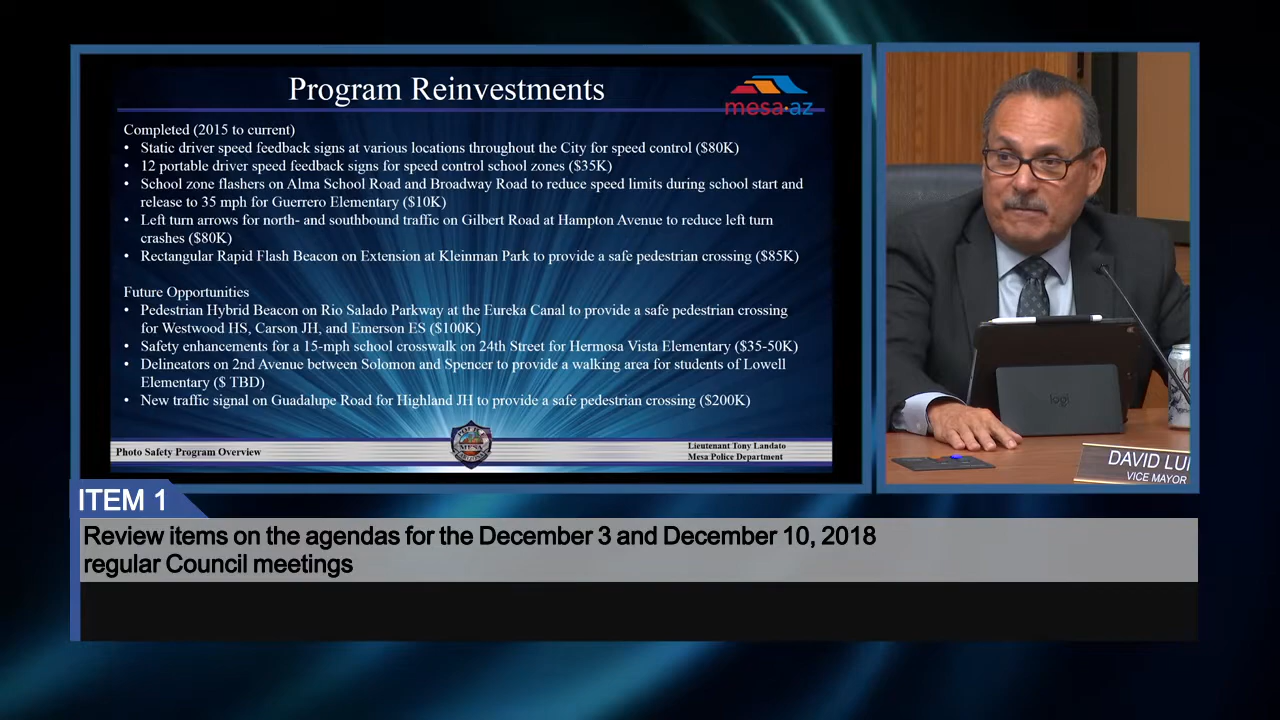 Program Reinvestments
mesa·az
Completed (2015 to current)
• Static driver speed feedback signs at various locations throughout the City for speed control ($80K)
• 12 portable driver speed feedback signs for speed control school zones ($35K)
• School zone flashers on Alma School Road and Broadway Road to reduce speed limits during school start and
release to 35 mph for Guerrero Elementary ($10K)
• Left turn arrows for north- and southbound traffic on Gilbert Road at Hampton Avenue to reduce left turn
crashes ($80K)
• Rectangular Rapid Flash Beacon on Extension at Kleinman Park to provide a safe pedestrian crossing ($85K)
Future Opportunities
• Pedestrian Hybrid Beacon on Rio Salado Parkway at the Eureka Canal to provide a safe pedestrian crossing
for Westwood HS, Carson JH, and Emerson ES ($100K)
• Safety enhancements for a 15-mph school crosswalk on 24th Street for Hermosa Vista Elementary ($35-50K)
• Delineators on 2nd Avenue between Solomon and Spencer to provide a walking area for students of Lowell
Elementary ($ TBD)
• New traffic signal on Guadalupe Road for Highland JH to provide a safe pedestrian crossing ($200K)
Photo Safety Program Overview
MESA
Lieutenant Tony Landato
Mesa Police Department
logi
DAVID LUI
VICE MAYOR
ITEM 1
Review items on the agendas for the December 3 and December 10, 2018
regular Council meetings